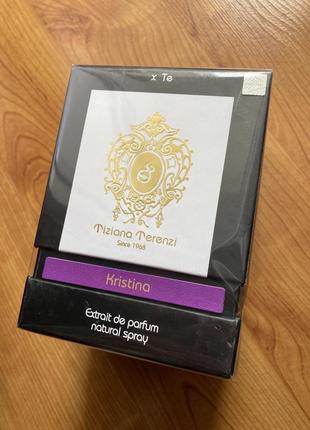 x Te
Tiziana Terenzi
Since 1968
Kristina
Extrait de parfum
natural spray